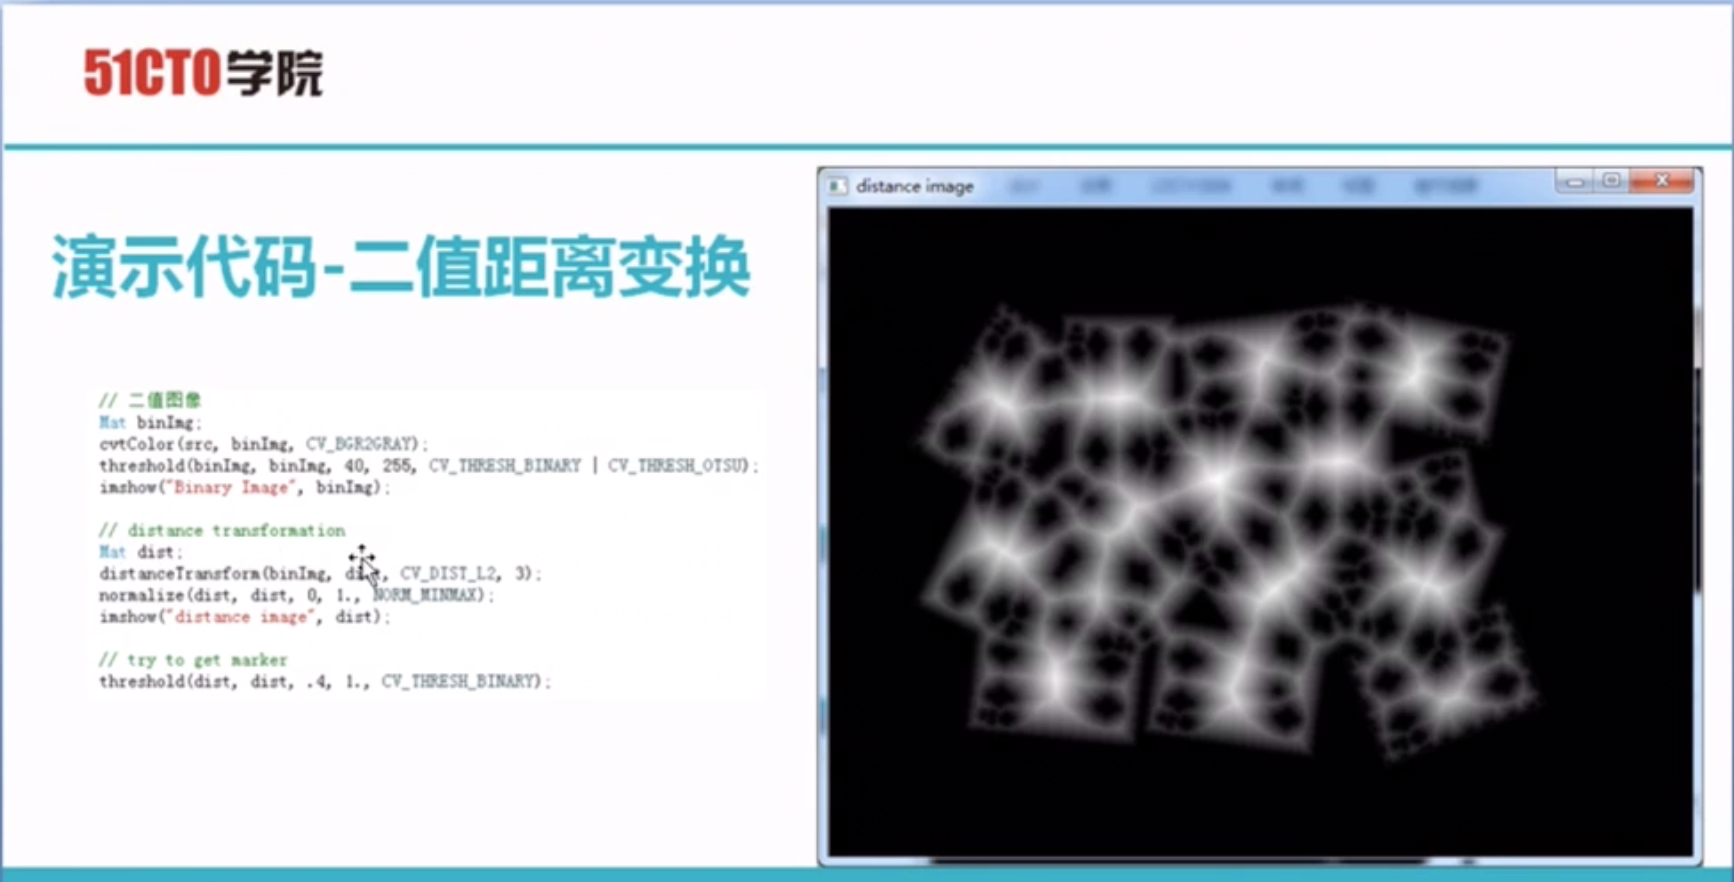 51CTO学院
演示代码-二值距离变换
// 二值图像
Mat binImg;
cvtColor(src, binImg, CV_BGR2GRAY);
threshold(binImg, binImg, 40, 255, CV_THRESH_BINARY | CV_THRESH_OTSU);
imshow("Binary Image", binImg);
// distance transformation
Mat dist;
distanceTransform(binImg, dist, CV_DIST_L2, 3);
normalize(dist, dist, 0, 1., NORM_MINMAX);
imshow("distance image", dist);
// try to get marker
threshold(dist, dist, .4, 1., CV_THRESH_BINARY);
distance image